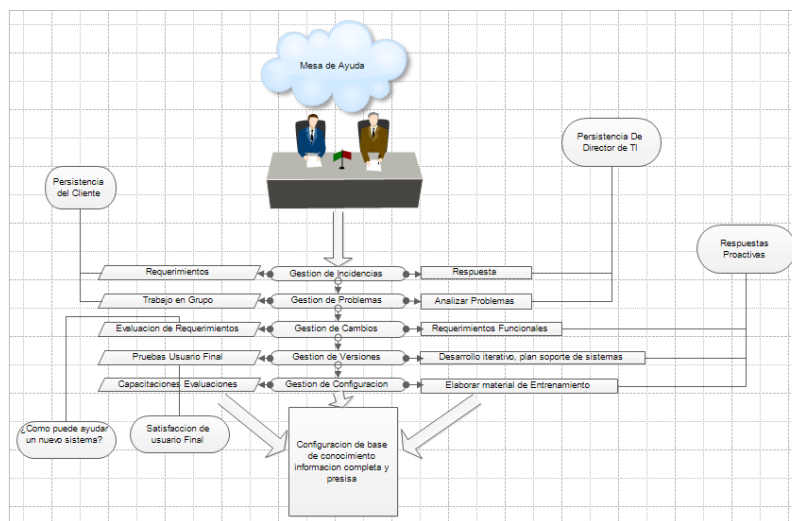 Mesa de Ayuda
Persistencia De
Director de TI
Persistencia
del Cliente
Respuestas
Proactivas
Requerimientos
Gestion de Incidencias
Respuesta
Trabajo en Grupo
Gestion de Problemas
Analizar Problemas
Evaluacion de Requerimientos
Gestion de Cambios
Requerimientos Funcionales
Pruebas Usuario Final
Gestion de Versiones
Desarrollo iterativo, plan soporte de sistemas
Capacitaciones Evaluaciones
Gestion de Configuracion
Elaborar material de Entrenamiento
¿Como puede ayudar
un nuevo sistema?
Satisfaccion de
usuario Final
Configuracion de base
de conocimiento
informacion completa y
presisa